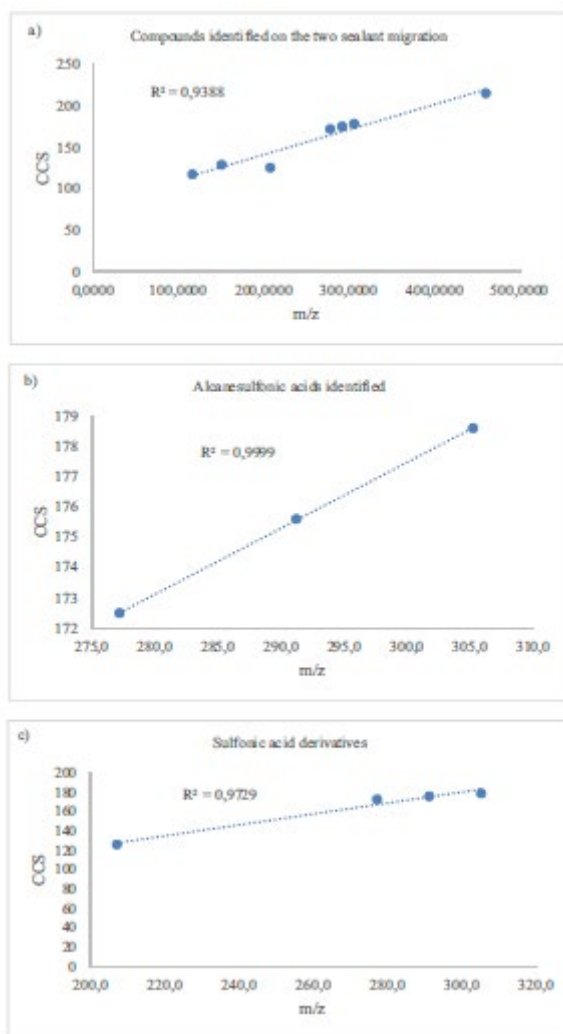 a)
Compounds identified on the two sealant migration
R² = 0,9388
250
200
150
100
50
0
CCS
0,0000 100,0000 200,0000 300,0000 400,0000 500,0000
m/z
b)
Alcanesulfonic acids identified
R² = 0,9999
179
178
177
176
175
174
173
172
CCS
275,0 280,0 285,0 290,0 295,0 300,0 305,0 310,0
m/z
c)
Sulfonic acid derivatives
R² = 0,9729
200
180
160
140
120
100
80
60
40
20
0
CCS
200,0 220,0 240,0 260,0 280,0 300,0 320,0
m/z